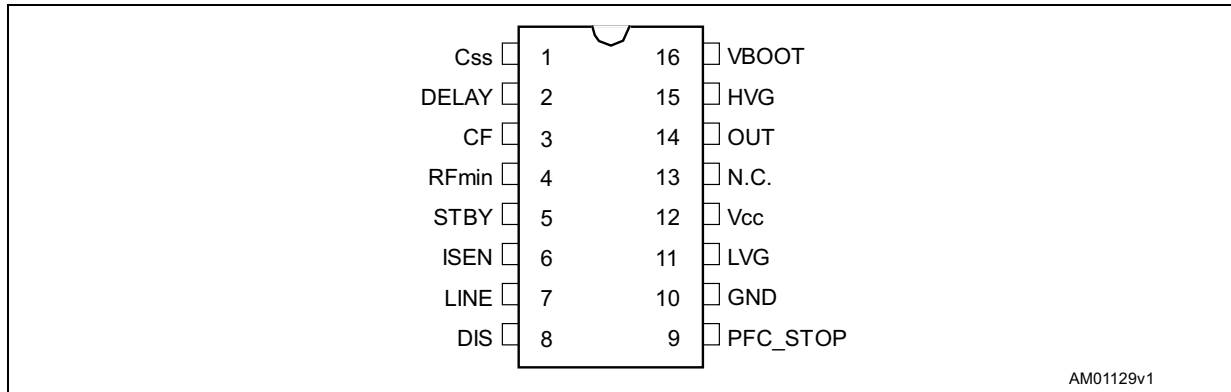 Css 1 16 VBOOT
DELAY 2 15 HVG
CF 3 14 OUT
RFmin 4 13 N.C.
STBY 5 12 Vcc
ISEN 6 11 LVG
LINE 7 10 GND
DIS 8 9 PFC_STOP
AM01129v1